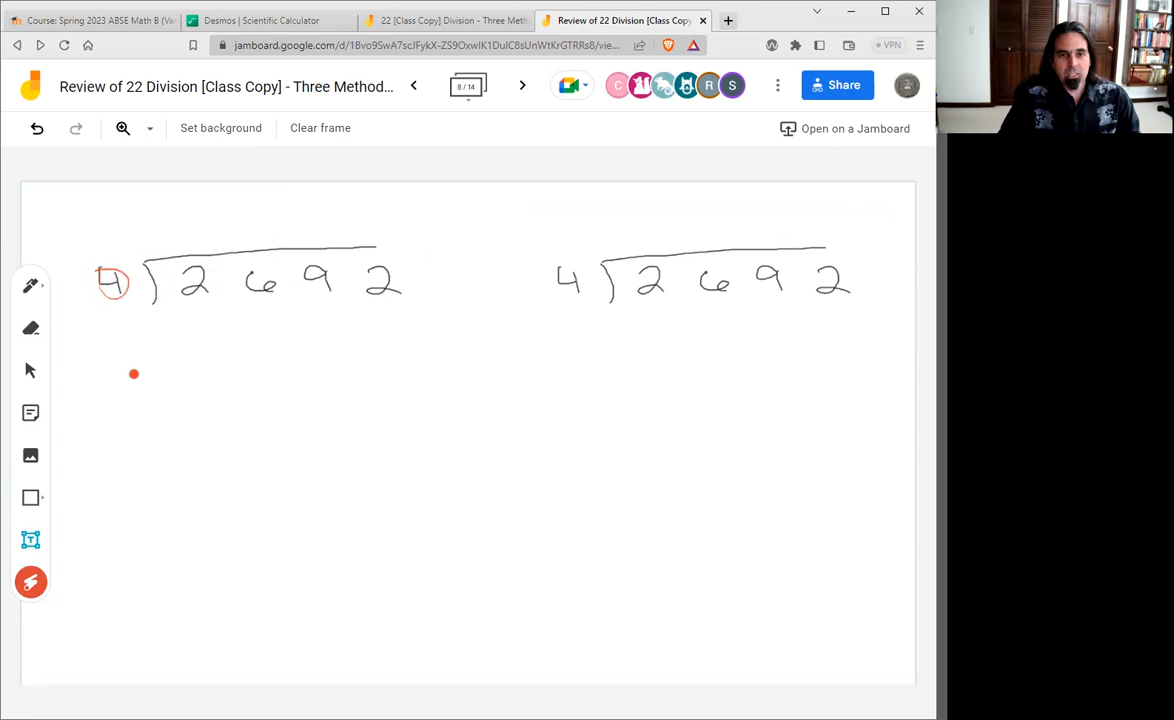 Course: Spring 2023 ABSE Math B (Va
Desmos | Scientific Calculator
22 [Class Copy] Division - Three Meth
Review of 22 Division [Class Copy
jamboard.google.com/d/1Bvo9SwA7scJFykX-ZS9OxwIK1DulC8sUnWtKrGTRRs8/vie...
VPN
Review of 22 Division [Class Copy] - Three Method...
8 / 14
C
R
S
Share
Set background
Clear frame
Open on a Jamboard
4 2 6 9 2
4 2 6 9 2
T